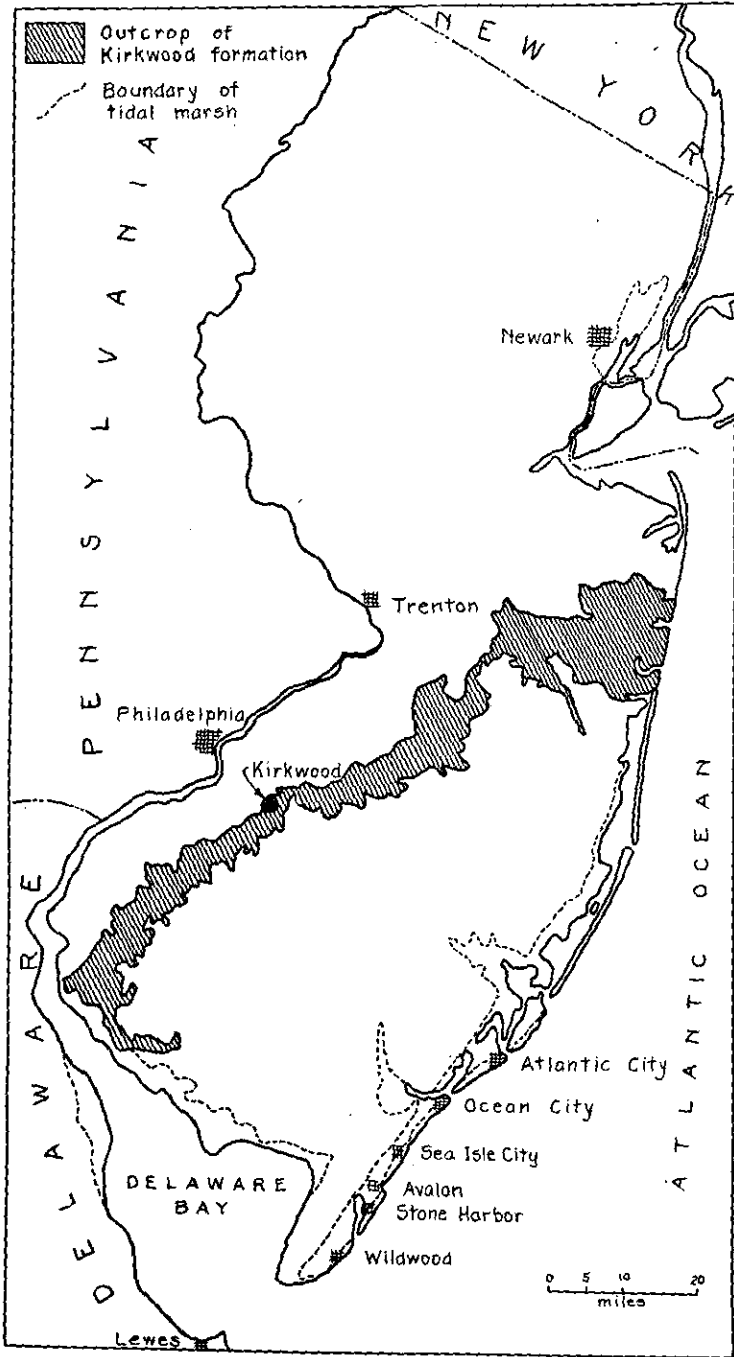 Outcrop of
Kirkwood formation
Boundary of
tidal marsh
NEW YORK
PENNSYLVANIA
Newark
Trenton
Philadelphia
Kirkwood
ATLANTIC OCEAN
DELAWARE
Atlantic City
Ocean City
Sea Isle City
DELAWARE
BAY
Avalon
Stone Harbor
Wildwood
0 5 10 20
miles
Lewes